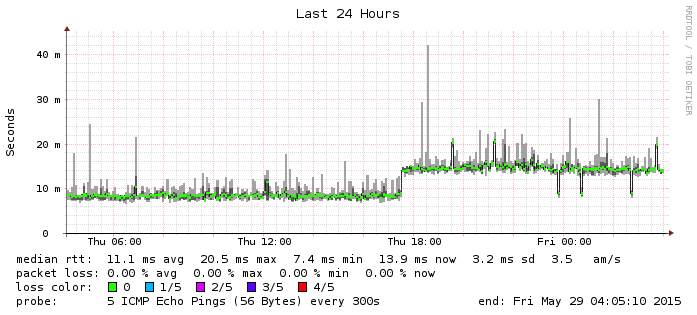 Last 24 Hours
RRDTOOL / TOBI OETIKER
Seconds
40 m
30 m
20 m
10 m
0
Thu 06:00 Thu 12:00 Thu 18:00 Fri 00:00
median rtt: 11.1 ms avg 20.5 ms max 7.4 ms min 13.9 ms now 3.2 ms sd 3.5 am/s
packet loss: 0.00 % avg 0.00 % max 0.00 % min 0.00 % now
loss color: 0 1/5 2/5 3/5 4/5
probe: 5 ICMP Echo Pings (56 Bytes) every 300s end: Fri May 29 04:05:10 2015